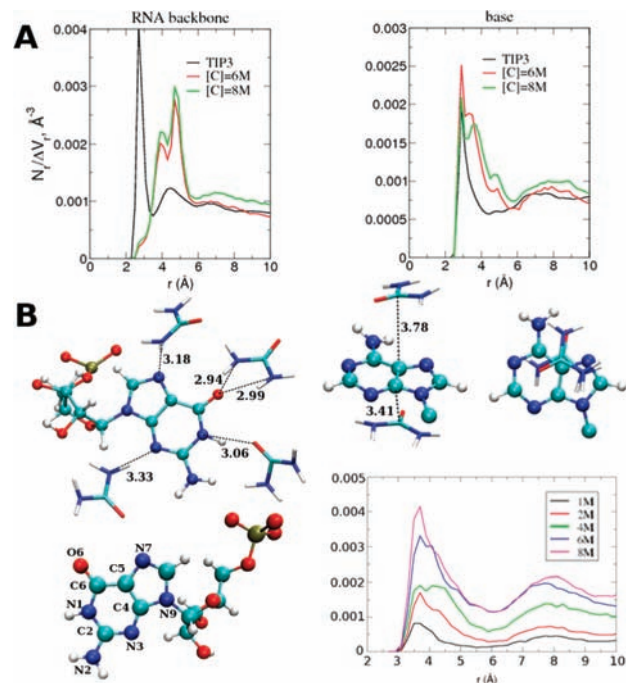 A
RNA backbone
TIP3
[C]=6M
[C]=8M
N_r/ΔV_r, Å⁻³
0.004
0.003
0.002
0.001
0
0 2 4 6 8 10
r (Å)
base
TIP3
[C]=6M
[C]=8M
0.003
0.0025
0.002
0.0015
0.001
0.0005
0
0 2 4 6 8 10
r (Å)
B
3.18
2.94
2.99
3.06
3.33
3.78
3.41
O6
N7
C5
C6
N1
C4
N9
C2
N3
N2
1M
2M
4M
6M
8M
0.005
0.004
0.003
0.002
0.001
0
2 3 4 5 6 7 8 9 10
r (Å)